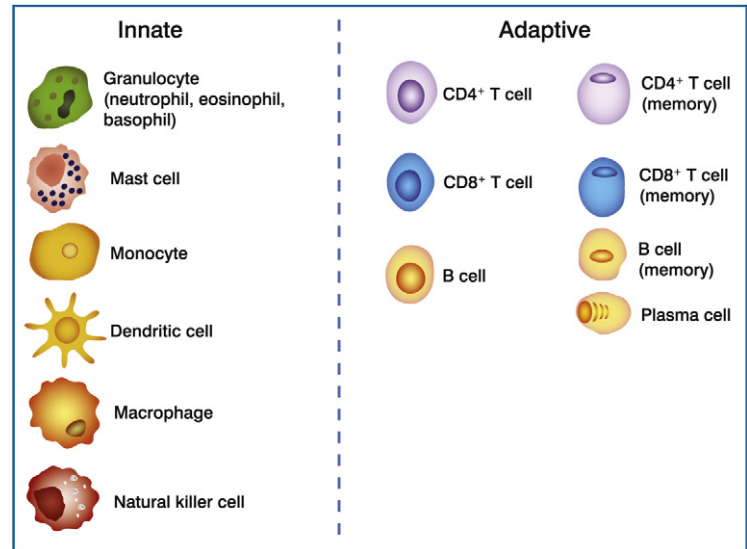 Innate
Granulocyte
(neutrophil, eosinophil,
basophil)
Mast cell
Monocyte
Dendritic cell
Macrophage
Natural killer cell
Adaptive
CD4⁺ T cell
CD8⁺ T cell
B cell
CD4⁺ T cell
(memory)
CD8⁺ T cell
(memory)
B cell
(memory)
Plasma cell